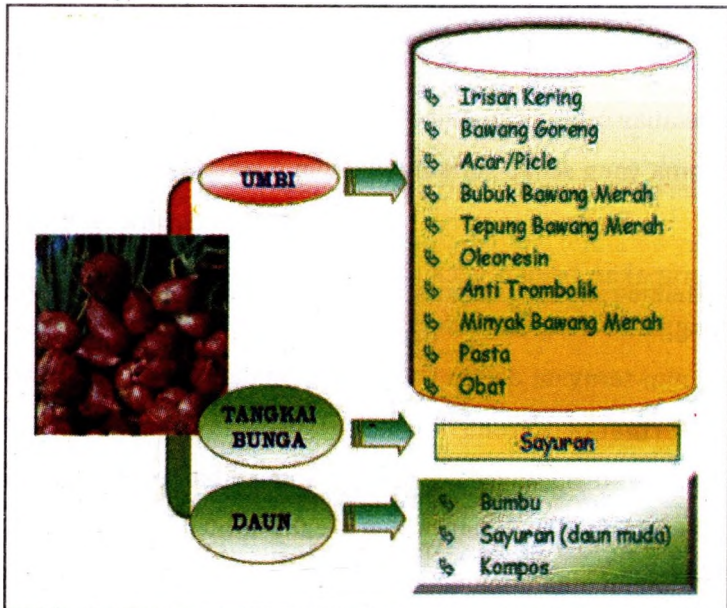 UMBI
Irisan Kering
Bawang Goreng
Acar/Picle
Bubuk Bawang Merah
Tepung Bawang Merah
Oleoresin
Anti Trombolik
Minyak Bawang Merah
Pasta
Obat
TANGKAI
BUNGA
Sayuran
DAUN
Bumbu
Sayuran (daun muda)
Kompos